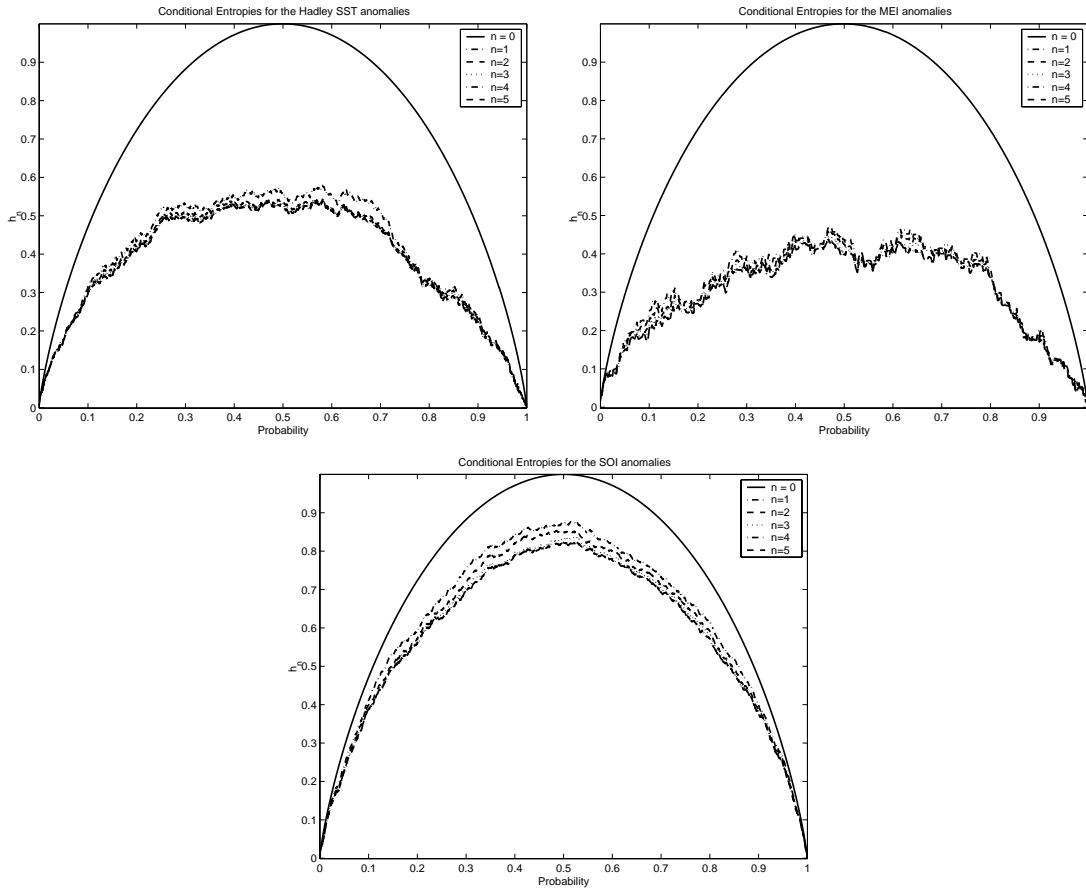 Conditional Entropies for the Hadley SST anomalies
n = 0
n=1
n=2
n=3
n=4
n=5
0.9
0.8
0.7
0.6
0.5
0.4
0.3
0.2
0.1
0
h_n
0 0.1 0.2 0.3 0.4 0.5 0.6 0.7 0.8 0.9 1
Probability
Conditional Entropies for the MEI anomalies
n = 0
n=1
n=2
n=3
n=4
n=5
0.9
0.8
0.7
0.6
0.5
0.4
0.3
0.2
0.1
0
h_n
0 0.1 0.2 0.3 0.4 0.5 0.6 0.7 0.8 0.9
Probability
Conditional Entropies for the SOI anomalies
n = 0
n=1
n=2
n=3
n=4
n=5
0.9
0.8
0.7
0.6
0.5
0.4
0.3
0.2
0.1
0
h_n
0 0.1 0.2 0.3 0.4 0.5 0.6 0.7 0.8 0.9 1
Probability